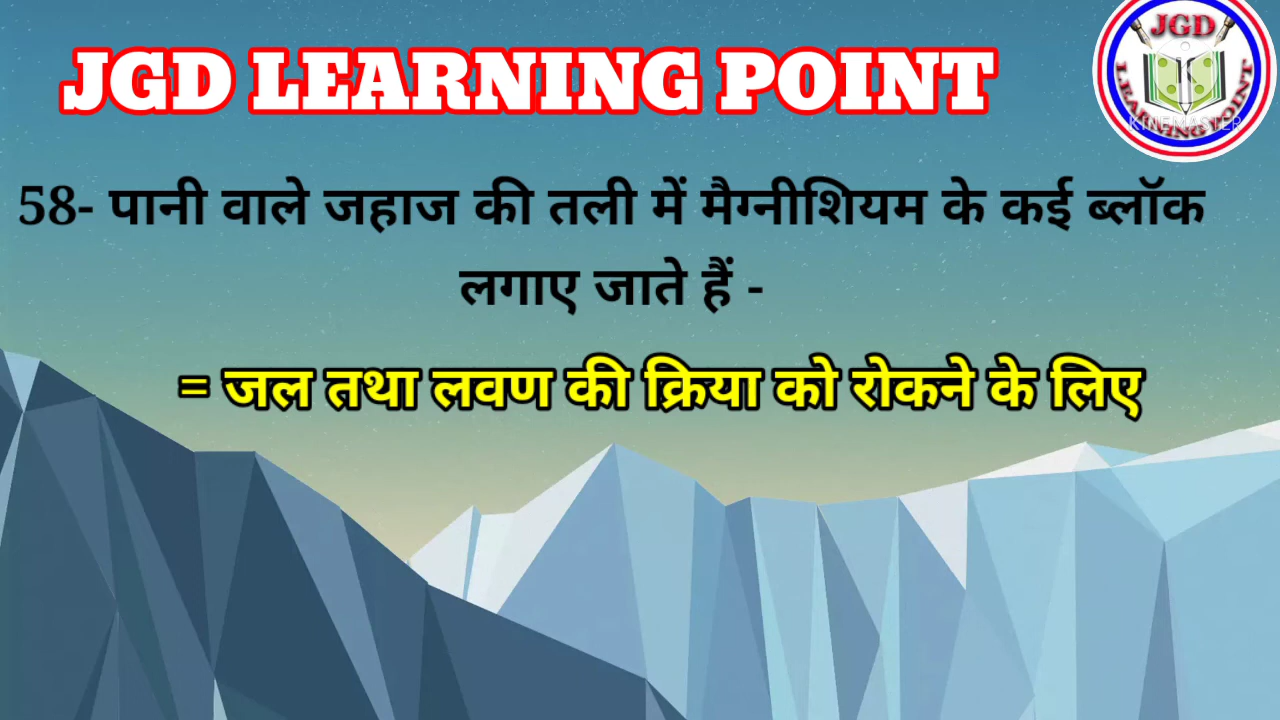 JGD LEARNING POINT
JGD
LEARNING POINT
KINEMASTER
58- पानी वाले जहाज की तली में मैग्नीशियम के कई ब्लॉक
लगाए जाते हैं -
= जल तथा लवण की क्रिया को रोकने के लिए